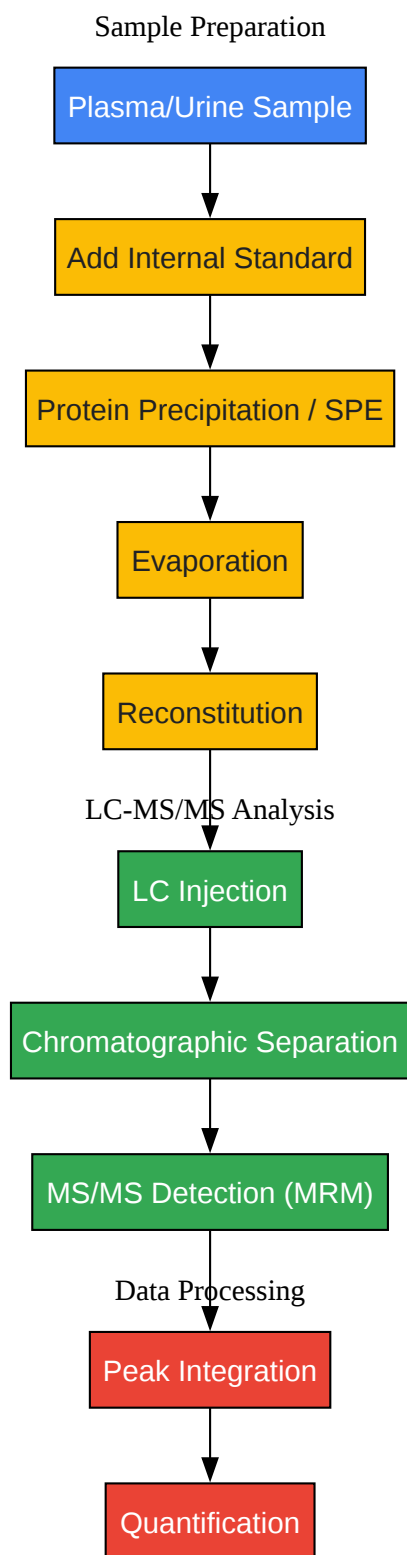 Sample Preparation
Plasma/Urine Sample
Add Internal Standard
Protein Precipitation / SPE
Evaporation
Reconstitution
LC-MS/MS Analysis
LC Injection
Chromatographic Separation
MS/MS Detection (MRM)
Data Processing
Peak Integration
Quantification